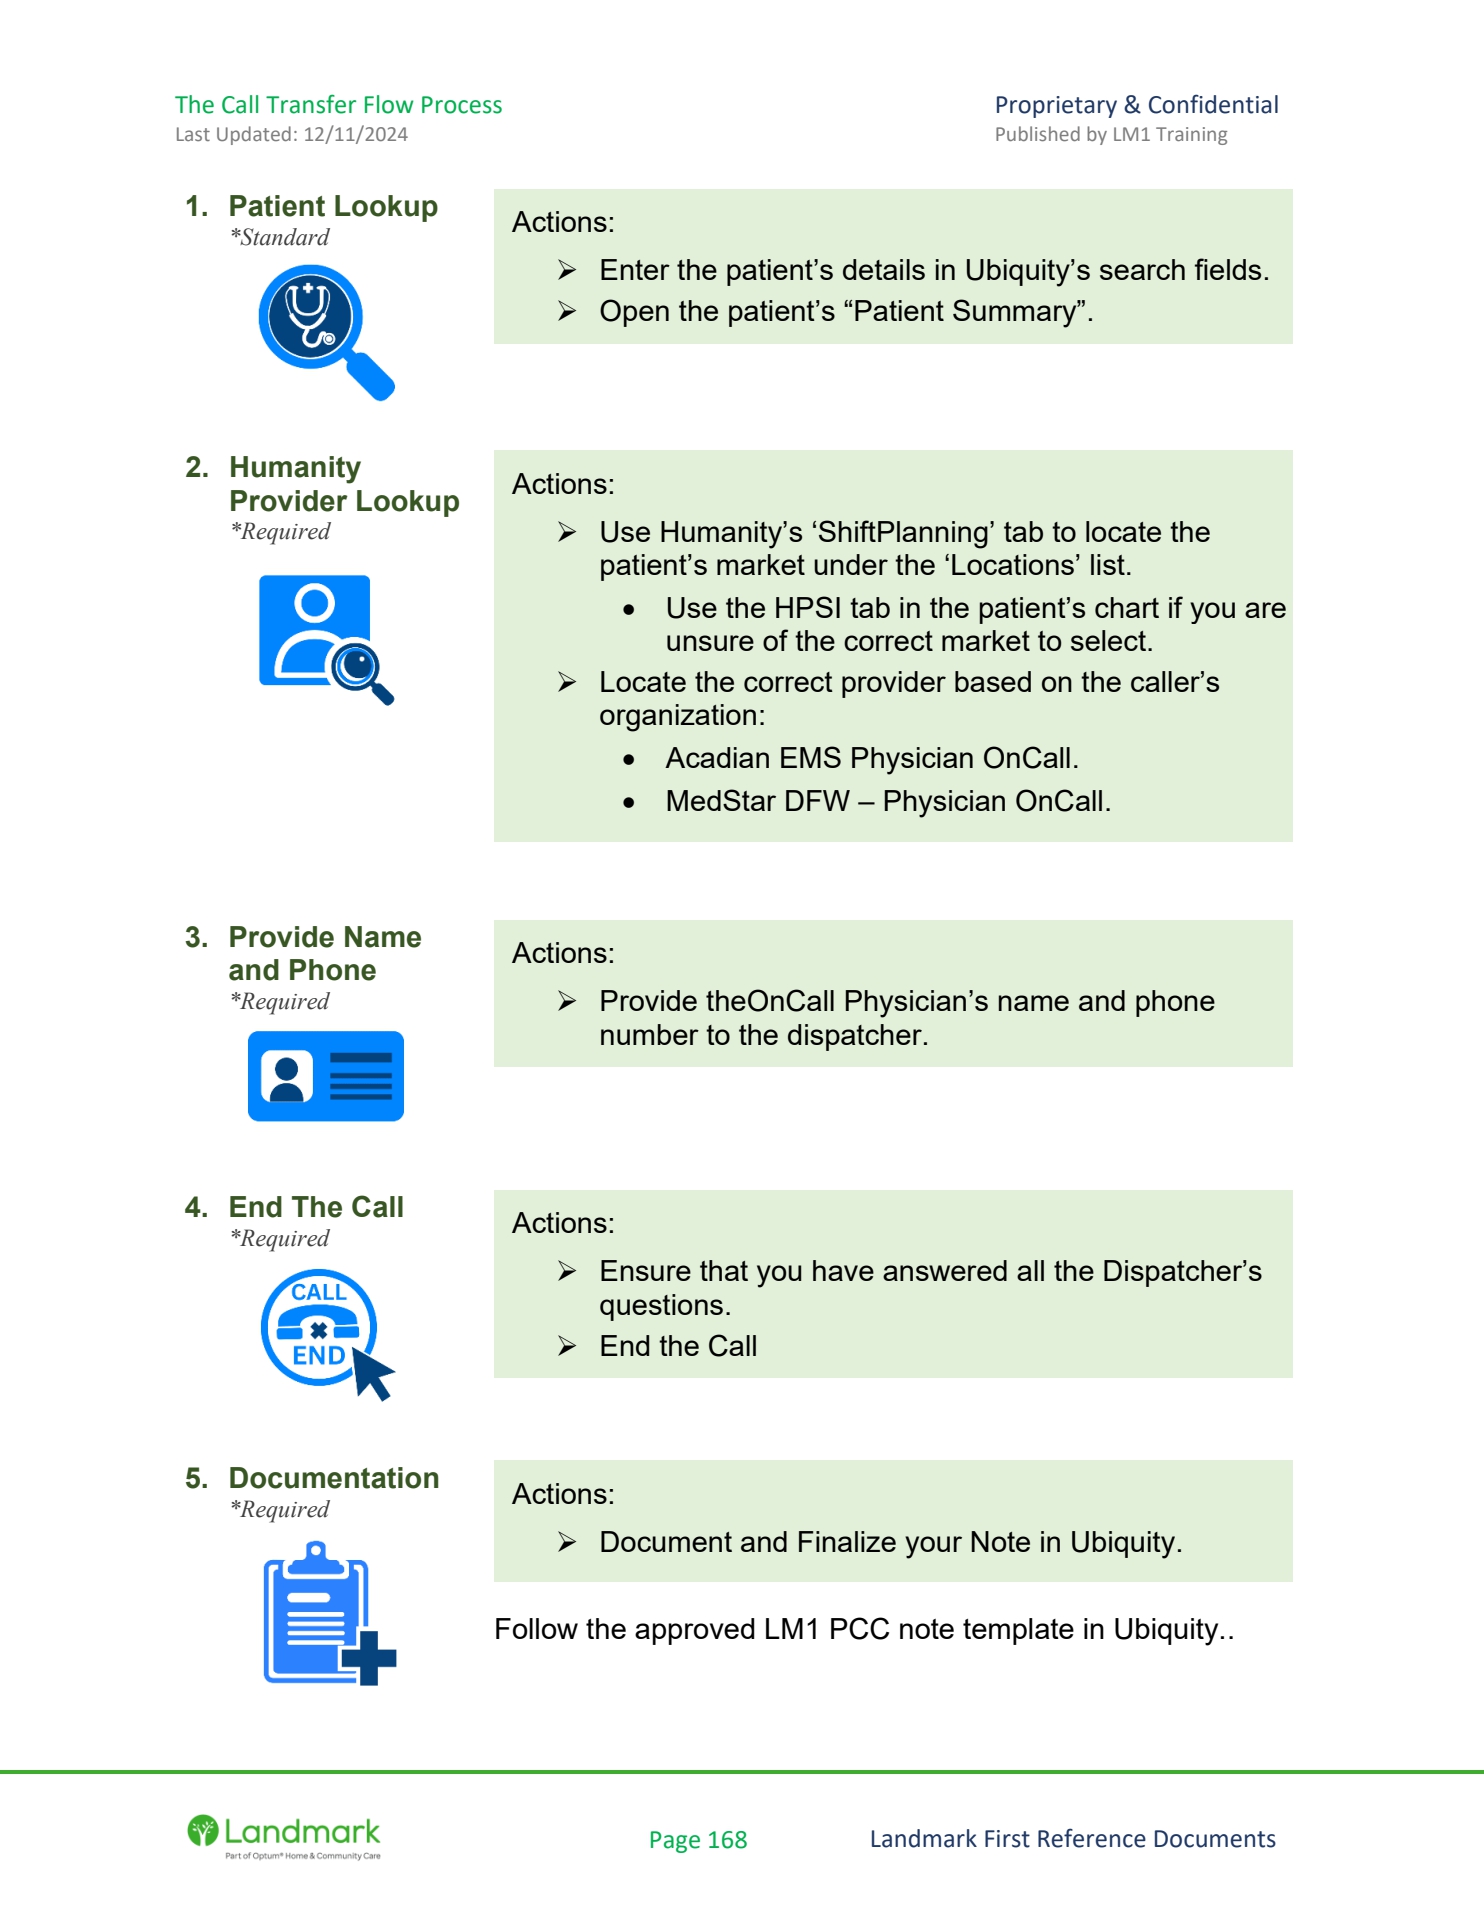 The Call Transfer Flow Process
Proprietary & Confidential
Last Updated: 12/11/2024
Published by LM1 Training
1. Patient Lookup
*Standard
Actions:
➢ Enter the patient’s details in Ubiquity’s search fields.
➢ Open the patient’s “Patient Summary”.
2. Humanity
Provider Lookup
*Required
Actions:
➢ Use Humanity’s ‘ShiftPlanning’ tab to locate the
patient’s market under the ‘Locations’ list.
• Use the HPSI tab in the patient’s chart if you are
unsure of the correct market to select.
➢ Locate the correct provider based on the caller’s
organization:
• Acadian EMS Physician OnCall.
• MedStar DFW – Physician OnCall.
3. Provide Name
and Phone
*Required
Actions:
➢ Provide theOnCall Physician’s name and phone
number to the dispatcher.
4. End The Call
*Required
CALL
END
Actions:
➢ Ensure that you have answered all the Dispatcher’s
questions.
➢ End the Call
5. Documentation
*Required
Actions:
➢ Document and Finalize your Note in Ubiquity.
Follow the approved LM1 PCC note template in Ubiquity..
Landmark
Part of Optum® Home & Community Care
Page 168
Landmark First Reference Documents